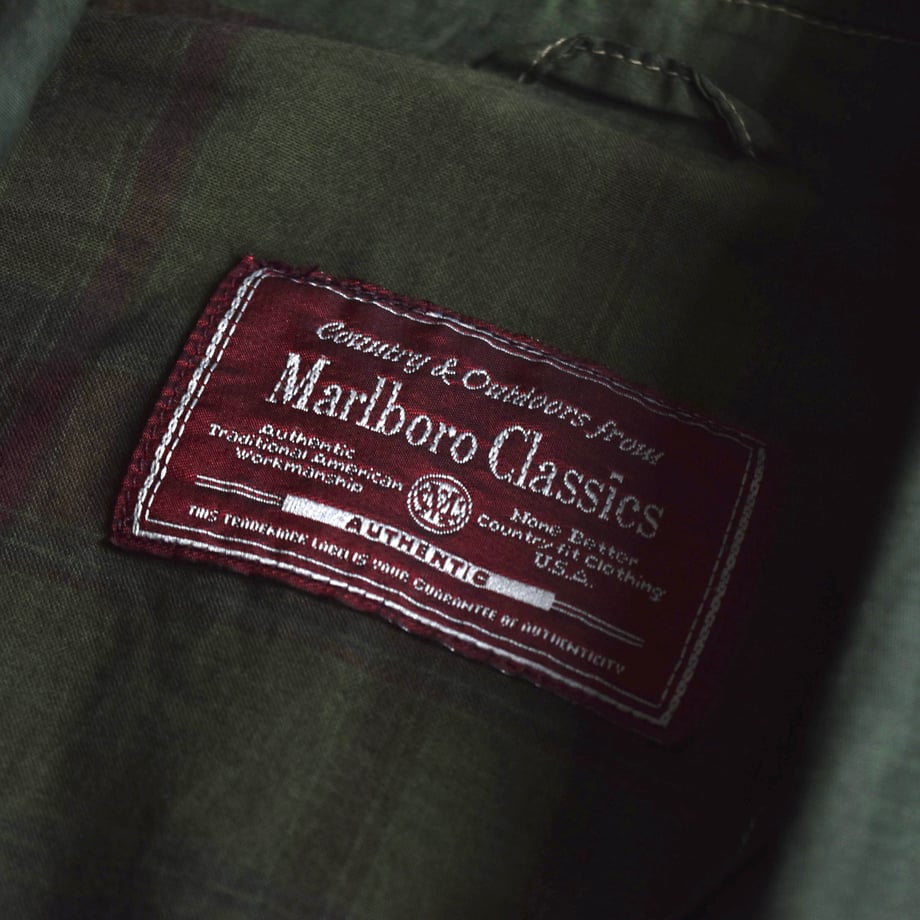 Country & Outdoors from
Marlboro Classics
Authentic
Traditional American
Workmanship
None Better
Country Fit Clothing
U.S.A.
AUTHENTIC
THIS TRADEMARK LABEL IS YOUR GUARANTEE OF AUTHENTICITY